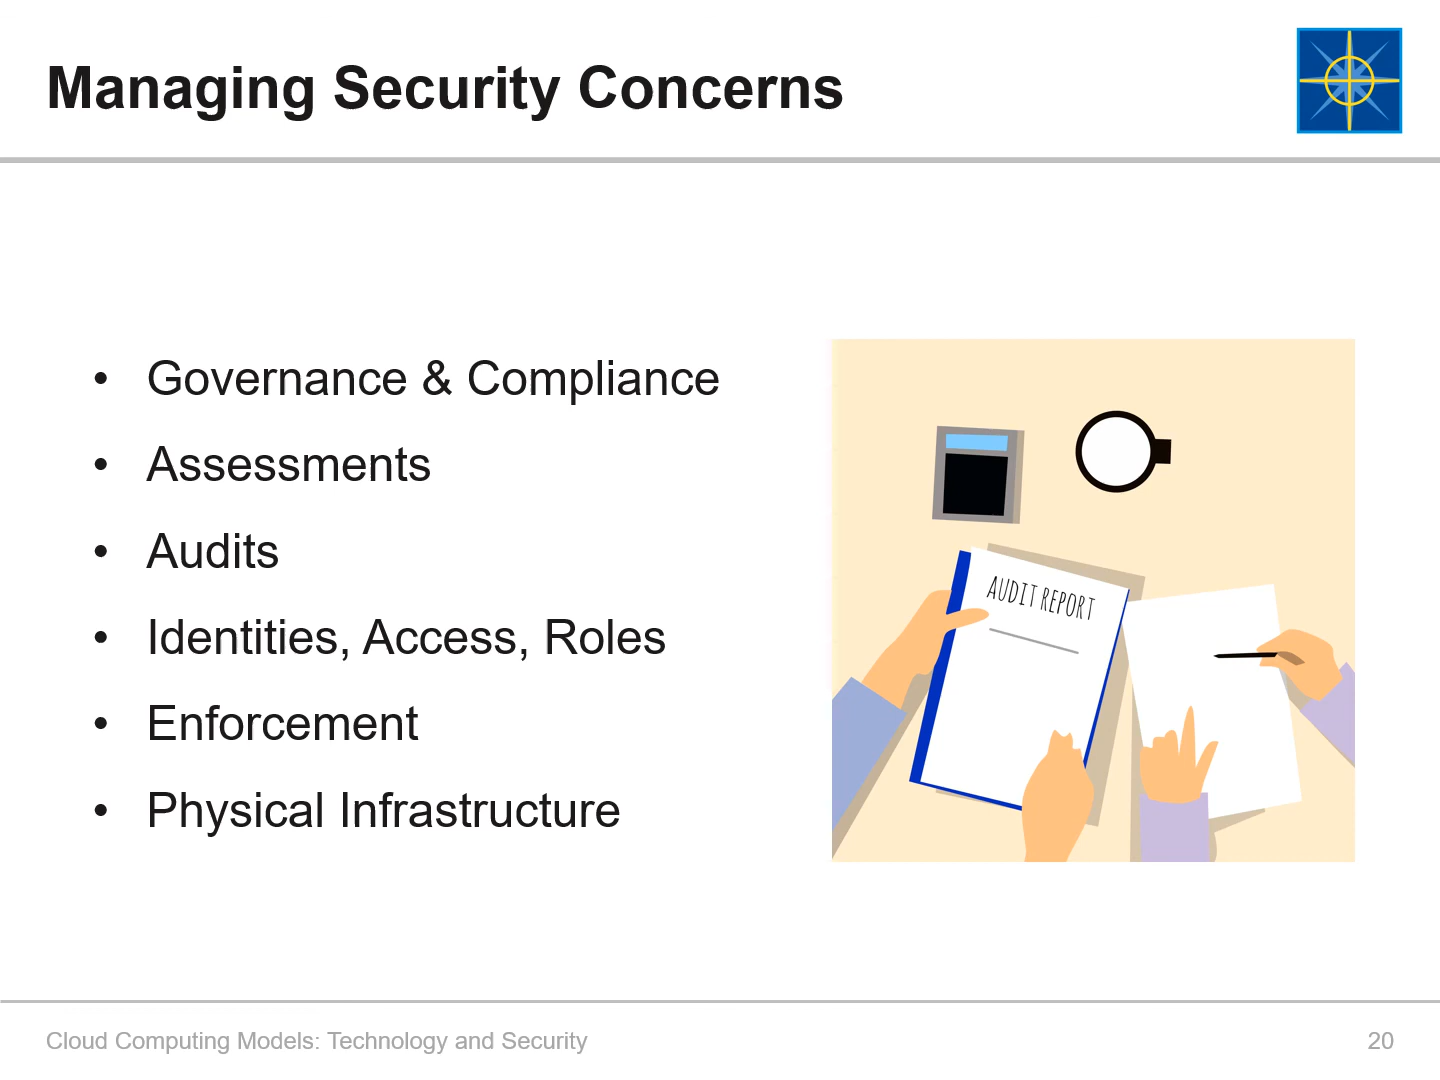 Managing Security Concerns
• Governance & Compliance
• Assessments
• Audits
• Identities, Access, Roles
• Enforcement
• Physical Infrastructure
AUDIT REPORT
Cloud Computing Models: Technology and Security
20